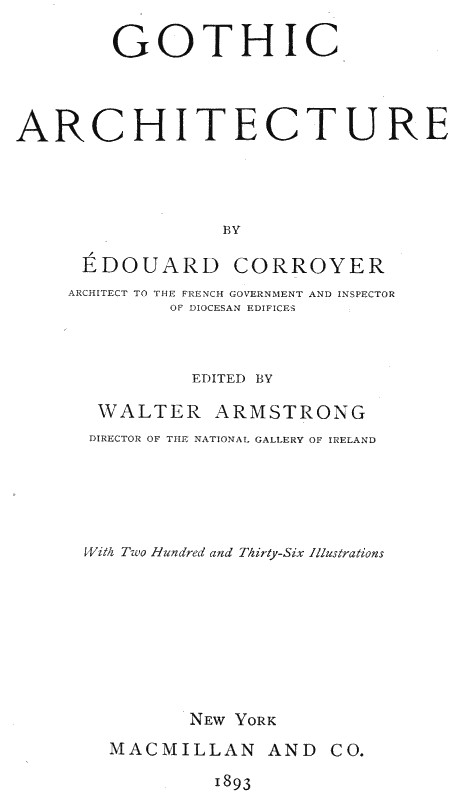 GOTHIC
ARCHITECTURE
BY
ÉDOUARD CORROYER
ARCHITECT TO THE FRENCH GOVERNMENT AND INSPECTOR
OF DIOCESAN EDIFICES
EDITED BY
WALTER ARMSTRONG
DIRECTOR OF THE NATIONAL GALLERY OF IRELAND
With Two Hundred and Thirty-Six Illustrations
NEW YORK
MACMILLAN AND CO.
1893